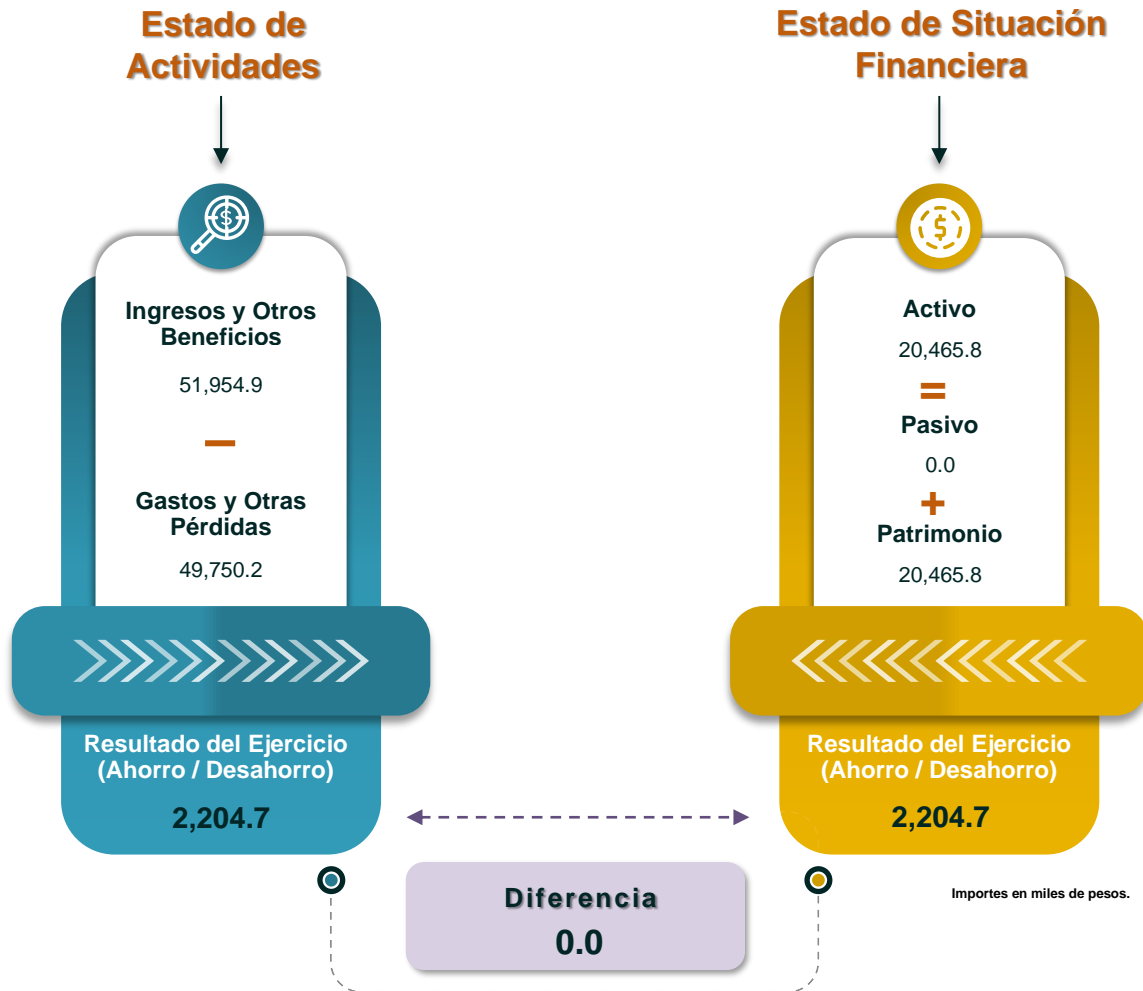 Estado de
Actividades
Ingresos y Otros
Beneficios
51,954.9
–
Gastos y Otras
Pérdidas
49,750.2
Resultado del Ejercicio
(Ahorro / Desahorro)
2,204.7
Estado de Situación
Financiera
Activo
20,465.8
=
Pasivo
0.0
+
Patrimonio
20,465.8
Resultado del Ejercicio
(Ahorro / Desahorro)
2,204.7
Diferencia
0.0
Importes en miles de pesos.